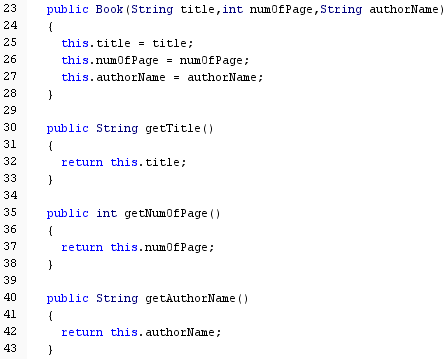 23 public Book(String title,int numOfPage,String authorName)
24 {
25 this.title = title;
26 this.numOfPage = numOfPage;
27 this.authorName = authorName;
28 }
29
30 public String getTitle()
31 {
32 return this.title;
33 }
34
35 public int getNumOfPage()
36 {
37 return this.numOfPage;
38 }
39
40 public String getAuthorName()
41 {
42 return this.authorName;
43 }